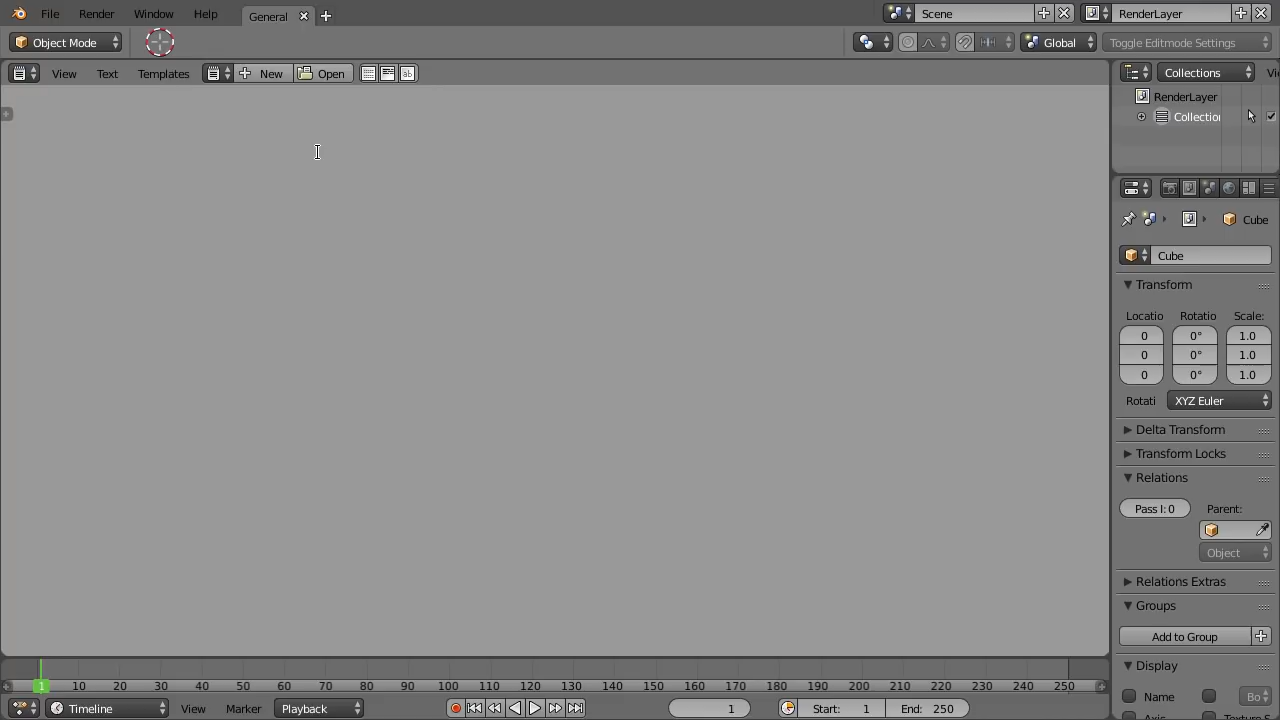 File Render Window Help General Scene RenderLayer
Object Mode Global Toggle Editmode Settings
View Text Templates New Open Collections Vi
RenderLayer
Collection
Cube
Cube
Transform
Locatio Rotatio Scale:
0 0° 1.0
0 0° 1.0
0 0° 1.0
Rotati XYZ Euler
Delta Transform
Transform Locks
Relations
Pass I: 0 Parent:
Object
Relations Extras
Groups
Add to Group
Display
1 10 20 30 40 50 60 70 80 90 100 110 120 130 140 150 160 170 180 190 200 210 220 230 240 250
Name Bo
Timeline View Marker Playback 1 Start: 1 End: 250